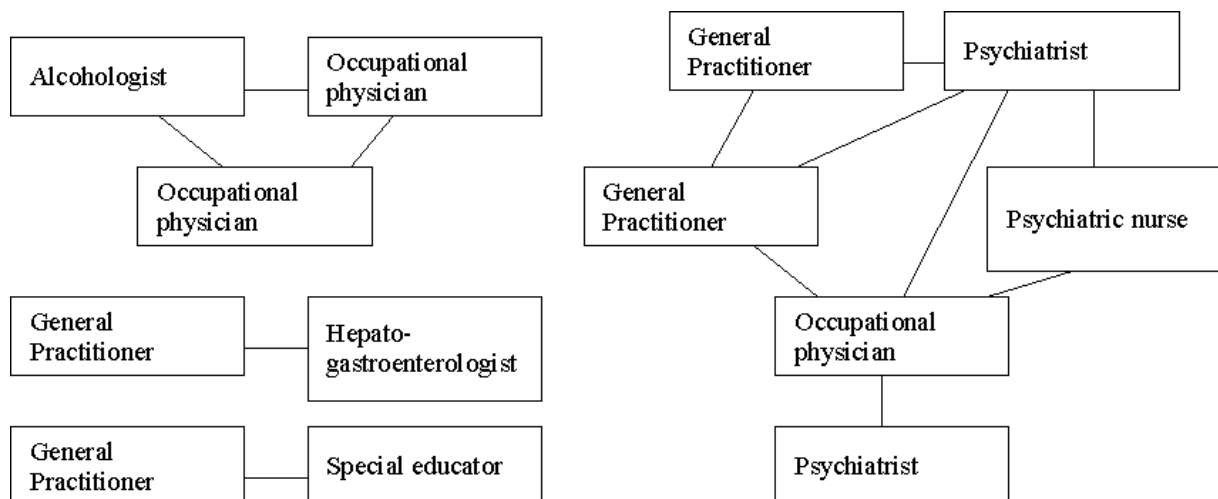 Alcohologist
Occupational
physician
Occupational
physician
General
Practitioner
Hepato-
gastroenterologist
General
Practitioner
Special educator
General
Practitioner
Psychiatrist
General
Practitioner
Psychiatric nurse
Occupational
physician
Psychiatrist